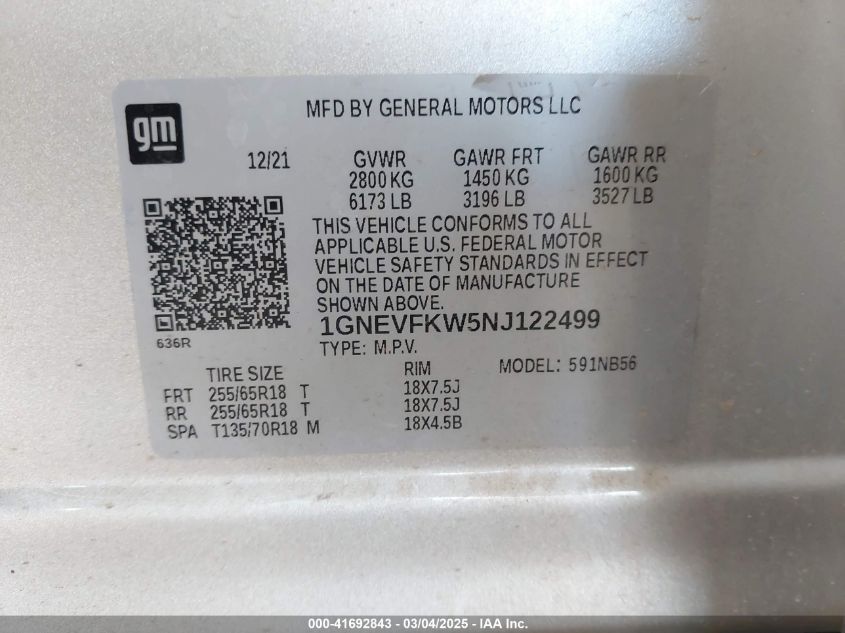 gm
MFD BY GENERAL MOTORS LLC
12/21 GVWR GAWR FRT GAWR RR
2800 KG 1450 KG 1600 KG
6173 LB 3196 LB 3527 LB
THIS VEHICLE CONFORMS TO ALL
APPLICABLE U.S. FEDERAL MOTOR
VEHICLE SAFETY STANDARDS IN EFFECT
ON THE DATE OF MANUFACTURE
SHOWN ABOVE.
1GNEVFKW5NJ122499
636R
TYPE: M.P.V.
MODEL: 591NB56
TIRE SIZE RIM
FRT 255/65R18 T 18X7.5J
RR 255/65R18 T 18X7.5J
SPA T135/70R18 M 18X4.5B
000-41692843 - 03/04/2025 - IAA Inc.